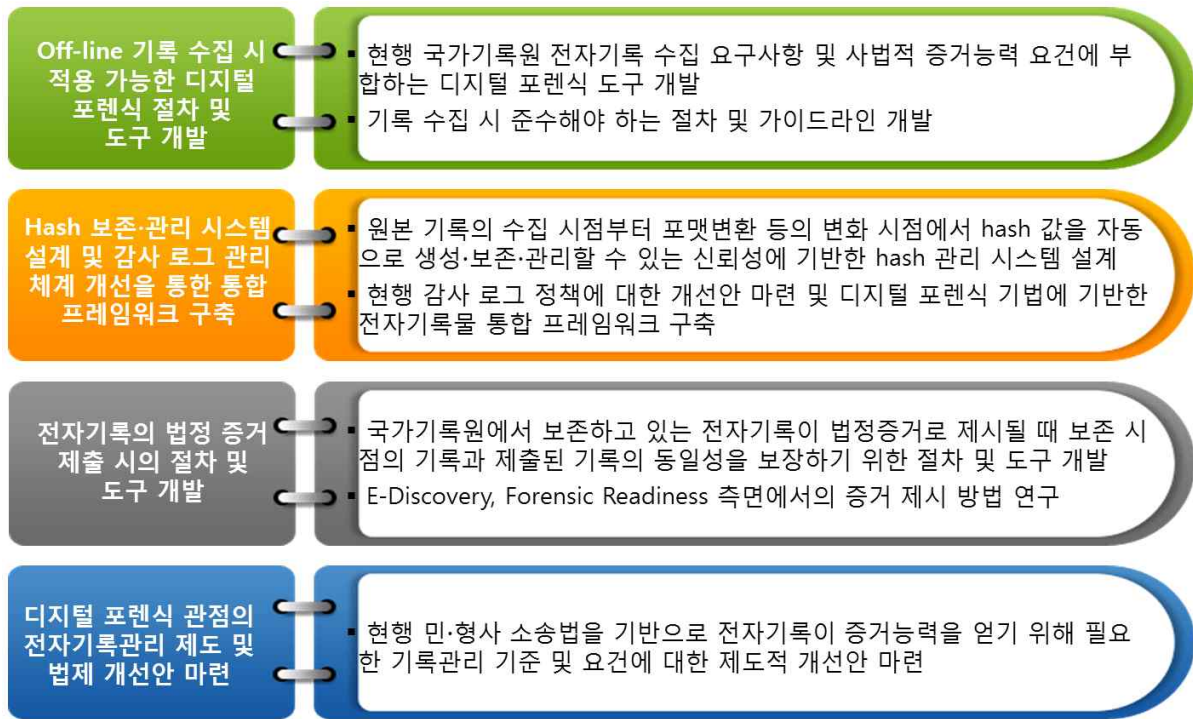 Off-line 기록 수집 시
적용 가능한 디지털
포렌식 절차 및
도구 개발
▪ 현행 국가기록원 전자기록 수집 요구사항 및 사법적 증거능력 요건에 부
합하는 디지털 포렌식 도구 개발
▪ 기록 수집 시 준수해야 하는 절차 및 가이드라인 개발
Hash 보존·관리 시스템
설계 및 감사 로그 관리
체계 개선을 통한 통합
프레임워크 구축
▪ 원본 기록의 수집 시점부터 포맷변환 등의 변화 시점에서 hash 값을 자동
으로 생성·보존·관리할 수 있는 신뢰성에 기반한 hash 관리 시스템 설계
▪ 현행 감사 로그 정책에 대한 개선안 마련 및 디지털 포렌식 기법에 기반한
전자기록물 통합 프레임워크 구축
전자기록의 법정 증거
제출 시의 절차 및
도구 개발
▪ 국가기록원에서 보존하고 있는 전자기록이 법정증거로 제시될 때 보존 시
점의 기록과 제출된 기록의 동일성을 보장하기 위한 절차 및 도구 개발
▪ E-Discovery, Forensic Readiness 측면에서의 증거 제시 방법 연구
디지털 포렌식 관점의
전자기록관리 제도 및
법제 개선안 마련
▪ 현행 민·형사 소송법을 기반으로 전자기록이 증거능력을 얻기 위해 필요
한 기록관리 기준 및 요건에 대한 제도적 개선안 마련